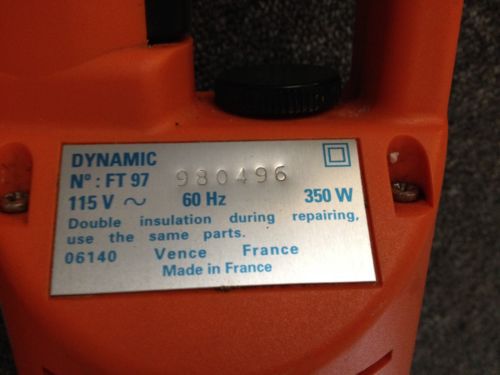 DYNAMIC
N° : FT 97 980496
115 V ~ 60 Hz 350 W
Double insulation during repairing,
use the same parts.
06140 Vence France
Made in France